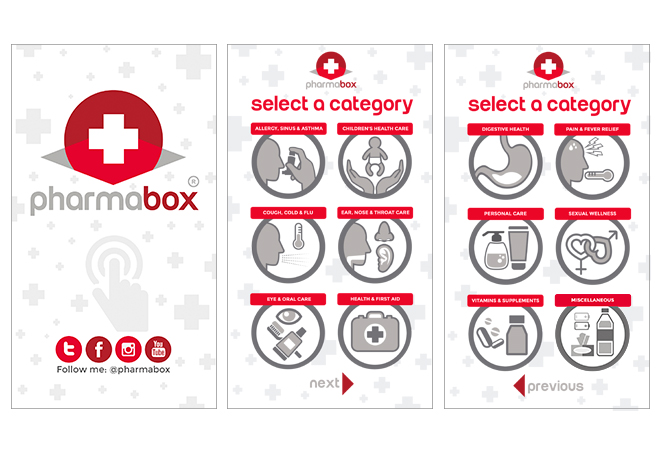 pharmabox®
You
Tube
Follow me: @pharmabox
pharmabox
select a category
ALLERGY, SINUS & ASTHMA
CHILDREN'S HEALTH CARE
COUGH, COLD & FLU
EAR, NOSE & THROAT CARE
EYE & ORAL CARE
HEALTH & FIRST AID
next
pharmabox
select a category
DIGESTIVE HEALTH
PAIN & FEVER RELIEF
PERSONAL CARE
SEXUAL WELLNESS
VITAMINS & SUPPLEMENTS
MISCELLANEOUS
previous